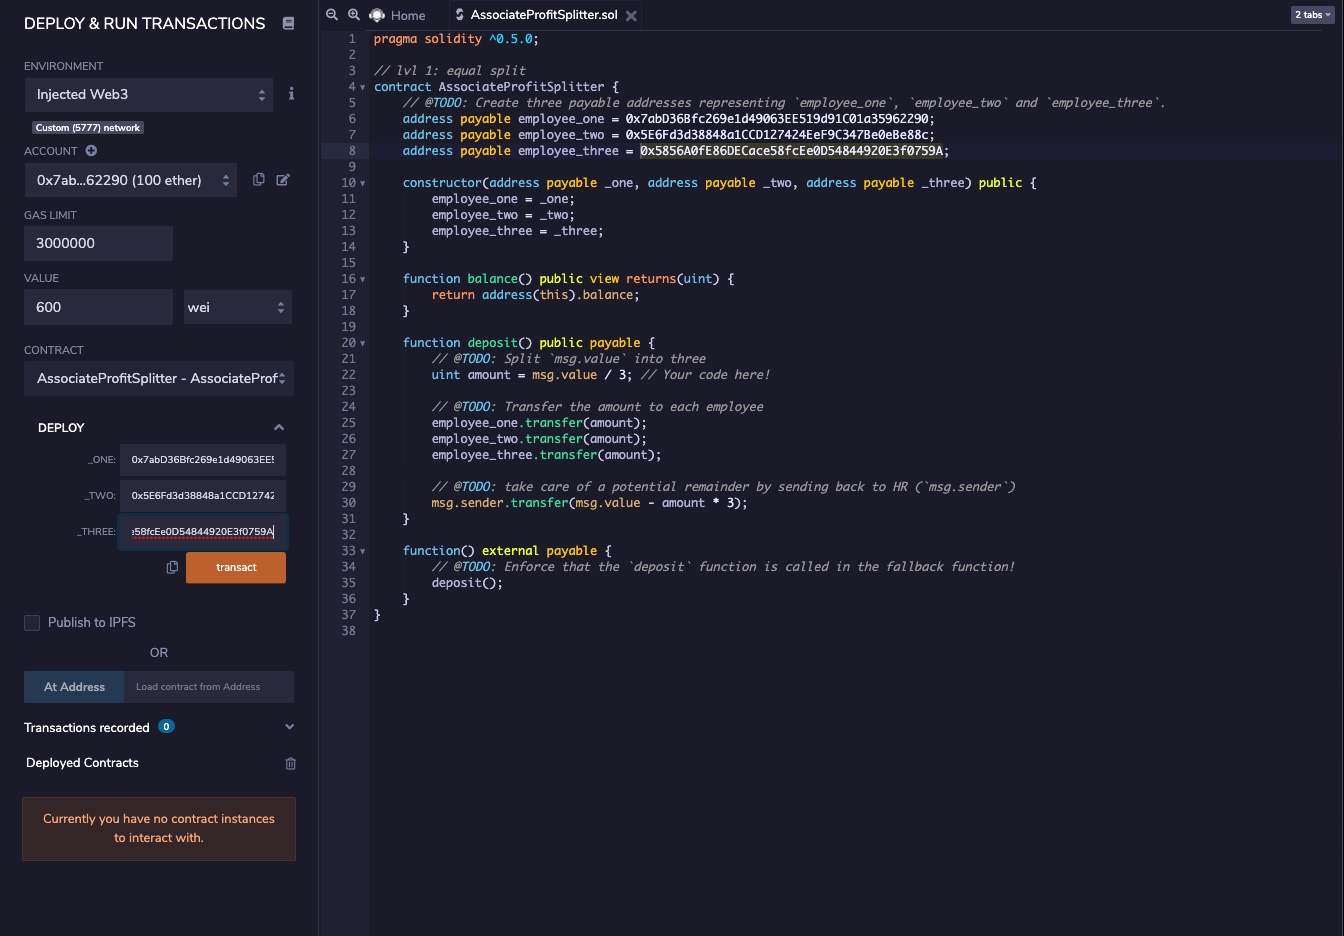 DEPLOY & RUN TRANSACTIONS
ENVIRONMENT
Injected Web3
Custom (5777) network
ACCOUNT
0x7ab...62290 (100 ether)
GAS LIMIT
3000000
VALUE
600
wei
CONTRACT
AssociateProfitSplitter - AssociateProf
DEPLOY
_ONE:
0x7abD36Bfc269e1d49063EE5
_TWO:
0x5E6Fd3d38848a1CCD12742
_THREE:
e58fcEe0D54844920E3f0759A
transact
Publish to IPFS
OR
At Address
Load contract from Address
Transactions recorded 0
Deployed Contracts
Currently you have no contract instances
to interact with.
Home
AssociateProfitSplitter.sol
2 tabs
1 pragma solidity ^0.5.0;
2
3 // lvl 1: equal split
4 contract AssociateProfitSplitter {
5 // @TODO: Create three payable addresses representing `employee_one`, `employee_two` and `employee_three`.
6 address payable employee_one = 0x7abD36Bfc269e1d49063EE519d91C01a35962290;
7 address payable employee_two = 0x5E6Fd3d38848a1CCD127424EeF9C347Be0eBe88c;
8 address payable employee_three = 0x5856A0fE86DECace58fcEe0D54844920E3f0759A;
9
10 constructor(address payable _one, address payable _two, address payable _three) public {
11 employee_one = _one;
12 employee_two = _two;
13 employee_three = _three;
14 }
15
16 function balance() public view returns(uint) {
17 return address(this).balance;
18 }
19
20 function deposit() public payable {
21 // @TODO: Split `msg.value` into three
22 uint amount = msg.value / 3; // Your code here!
23
24 // @TODO: Transfer the amount to each employee
25 employee_one.transfer(amount);
26 employee_two.transfer(amount);
27 employee_three.transfer(amount);
28
29 // @TODO: take care of a potential remainder by sending back to HR (`msg.sender`)
30 msg.sender.transfer(msg.value - amount * 3);
31 }
32
33 function() external payable {
34 // @TODO: Enforce that the `deposit` function is called in the fallback function!
35 deposit();
36 }
37 }
38